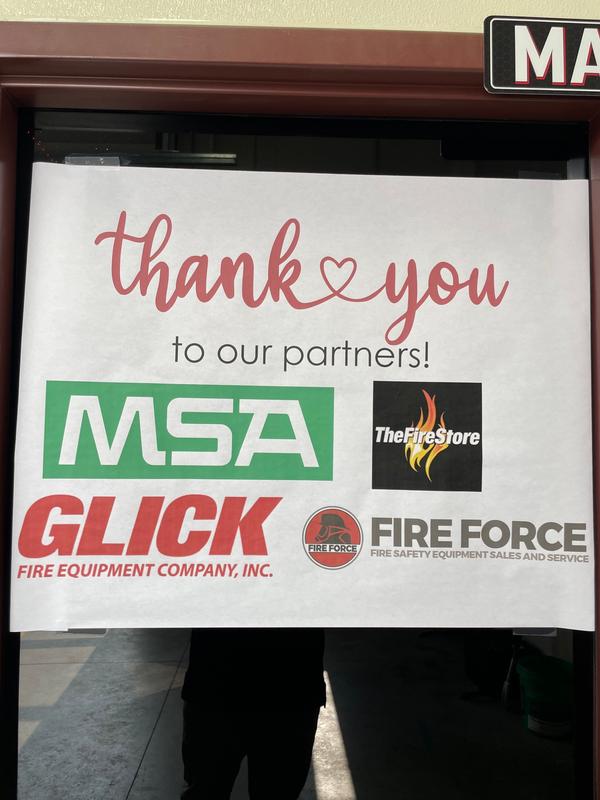 MA
thank you
to our partners!
MSA
TheFireStore
GLICK
FIRE EQUIPMENT COMPANY, INC.
FIRE FORCE
FIRE FORCE
FIRE SAFETY EQUIPMENT SALES AND SERVICE